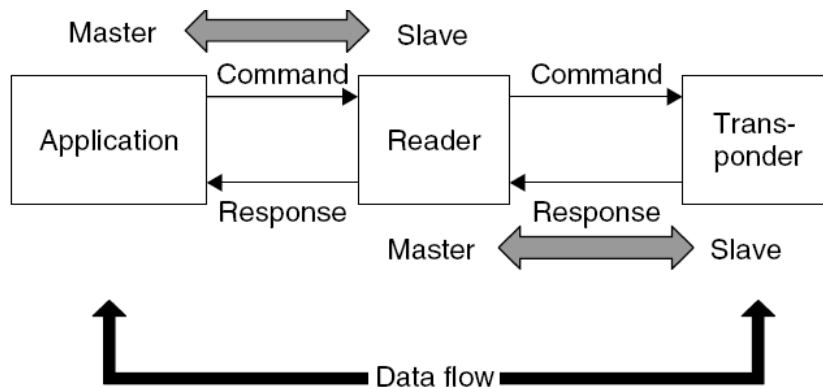 Master Slave
Command Command
Application Reader Trans-
ponder
Response Response
Master Slave
Data flow